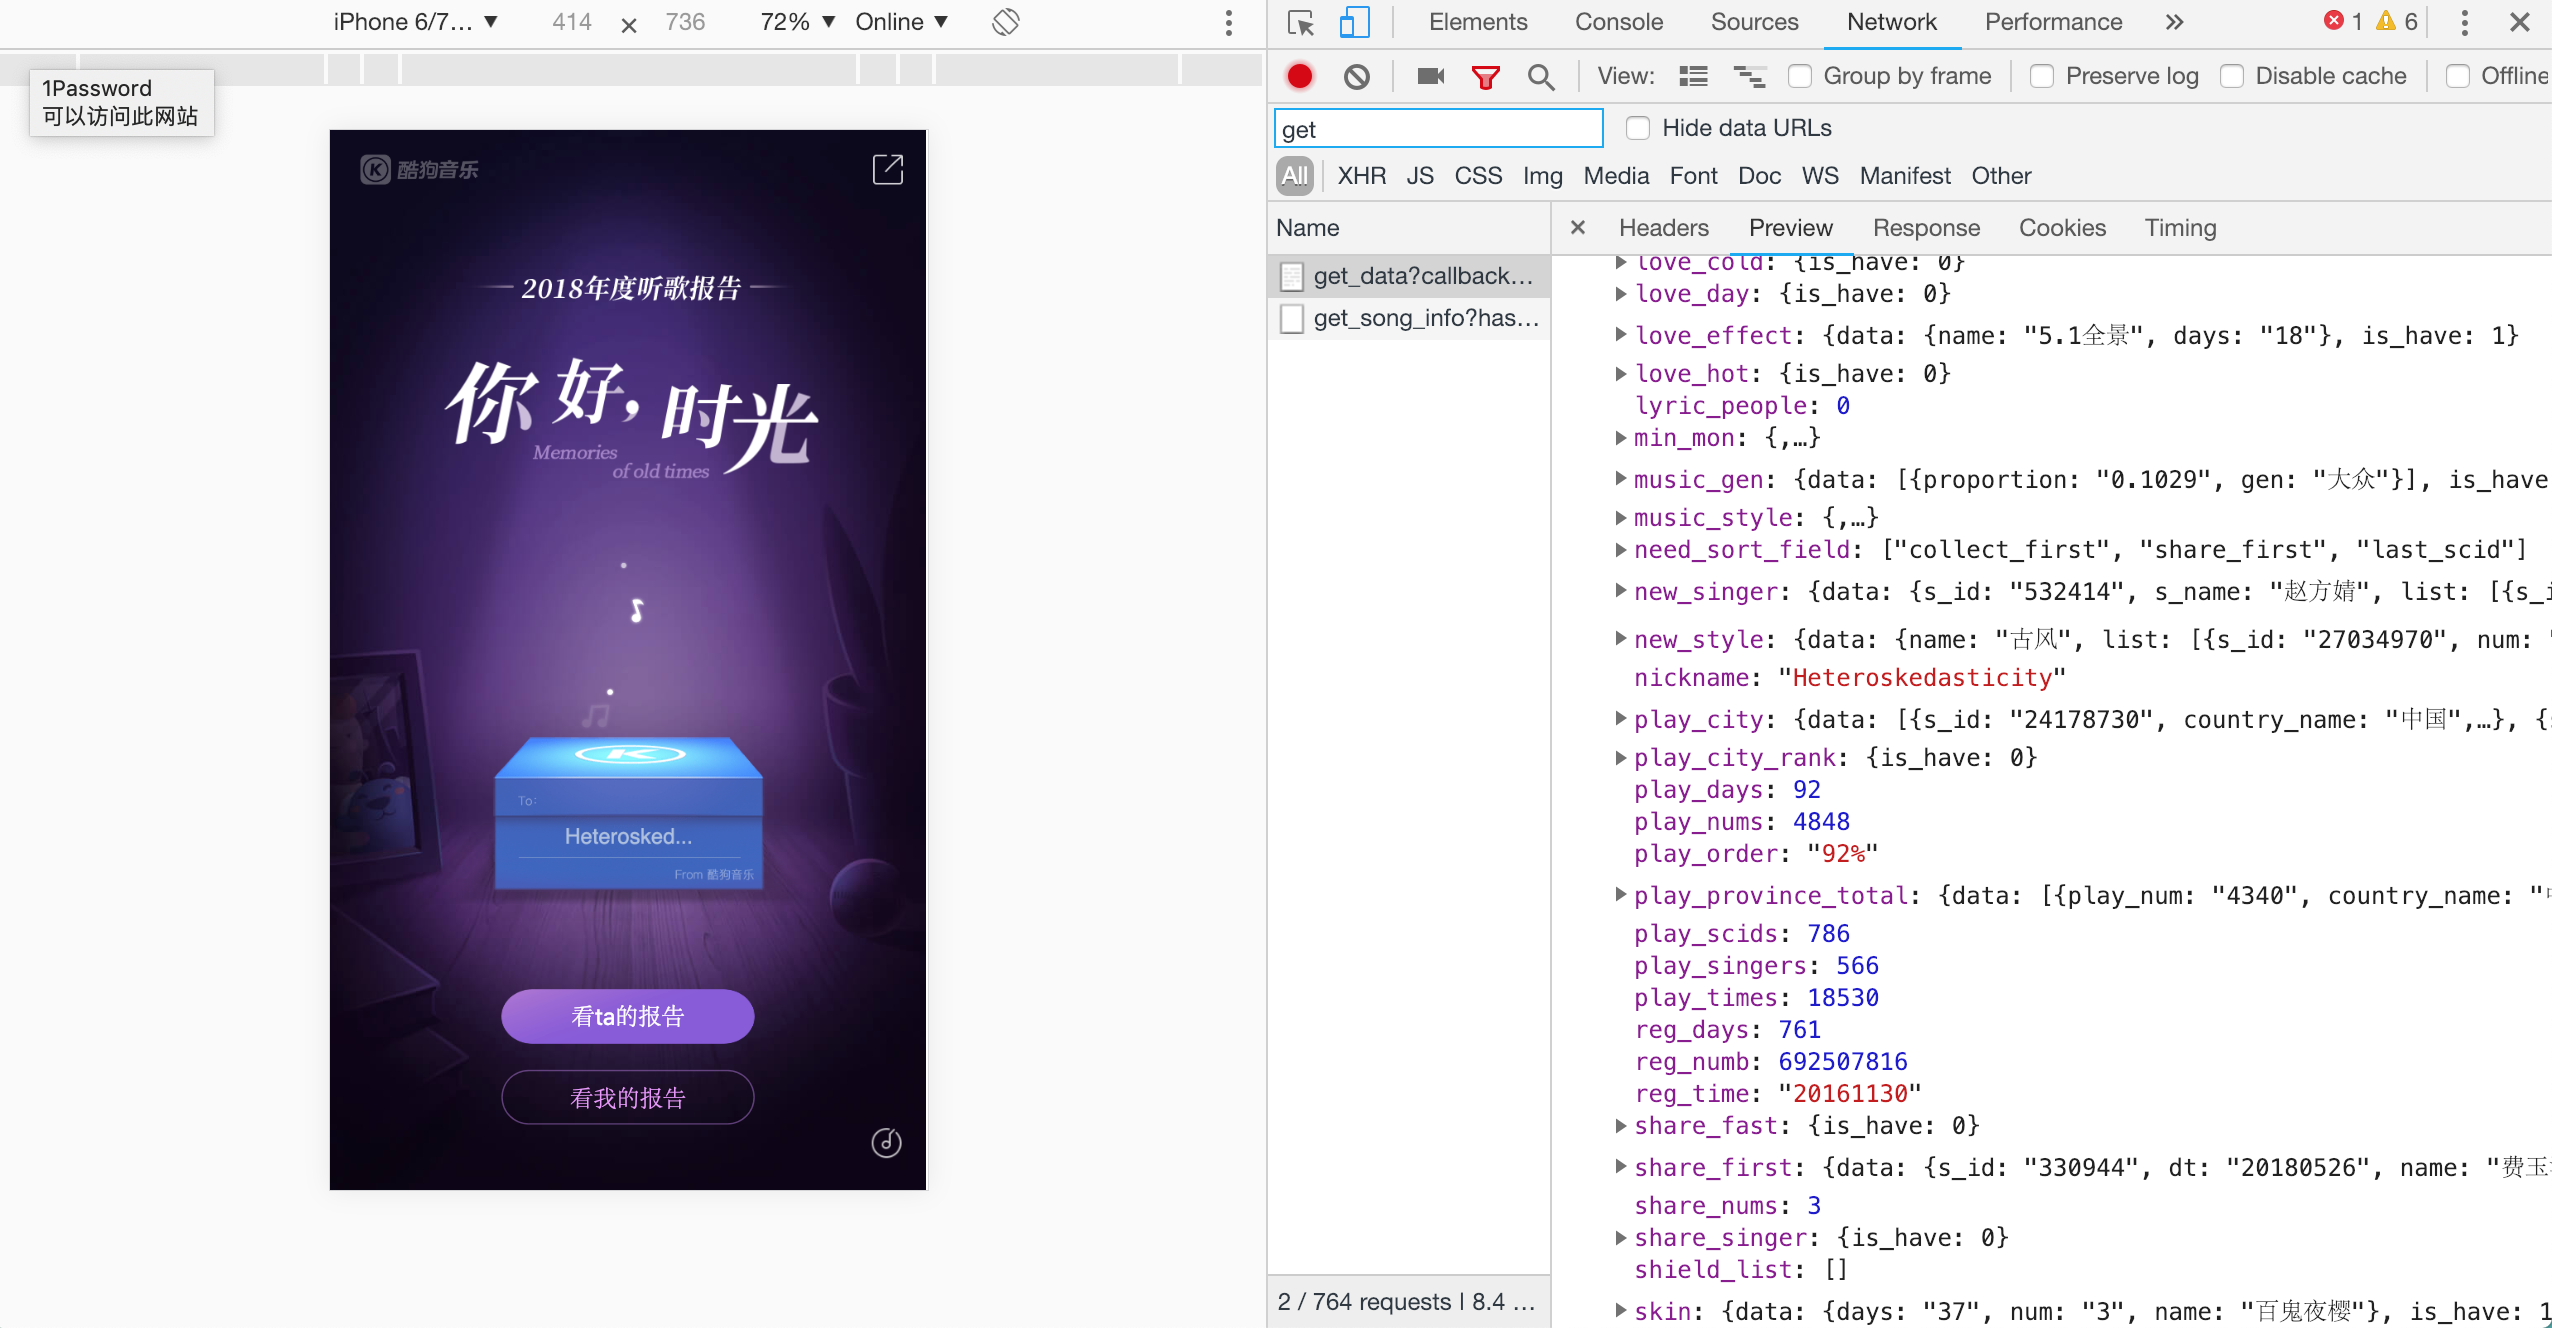 iPhone 6/7… ▼ 414 × 736 72% ▼ Online ▼
1Password
可以访问此网站
酷狗音乐
2018年度听歌报告
你好,时光
Memories
of old times
To:
Heterosked...
From 酷狗音乐
看ta的报告
看我的报告
Elements Console Sources Network Performance » 1 6
View: Group by frame Preserve log Disable cache Offline
get Hide data URLs
All XHR JS CSS Img Media Font Doc WS Manifest Other
Name
get_data?callback…
get_song_info?has…
2 / 764 requests | 8.4 …
× Headers Preview Response Cookies Timing
love_cold: {is_have: 0}
love_day: {is_have: 0}
love_effect: {data: {name: "5.1全景", days: "18"}, is_have: 1}
love_hot: {is_have: 0}
lyric_people: 0
min_mon: {,…}
music_gen: {data: [{proportion: "0.1029", gen: "大众"}], is_have
music_style: {,…}
need_sort_field: ["collect_first", "share_first", "last_scid"]
new_singer: {data: {s_id: "532414", s_name: "赵方婧", list: [{s_i
new_style: {data: {name: "古风", list: [{s_id: "27034970", num: "
nickname: "Heteroskedasticity"
play_city: {data: [{s_id: "24178730", country_name: "中国",…}, {s
play_city_rank: {is_have: 0}
play_days: 92
play_nums: 4848
play_order: "92%"
play_province_total: {data: [{play_num: "4340", country_name: "中
play_scids: 786
play_singers: 566
play_times: 18530
reg_days: 761
reg_numb: 692507816
reg_time: "20161130"
share_fast: {is_have: 0}
share_first: {data: {s_id: "330944", dt: "20180526", name: "费玉
share_nums: 3
share_singer: {is_have: 0}
shield_list: []
skin: {data: {days: "37", num: "3", name: "百鬼夜樱"}, is_have: 1